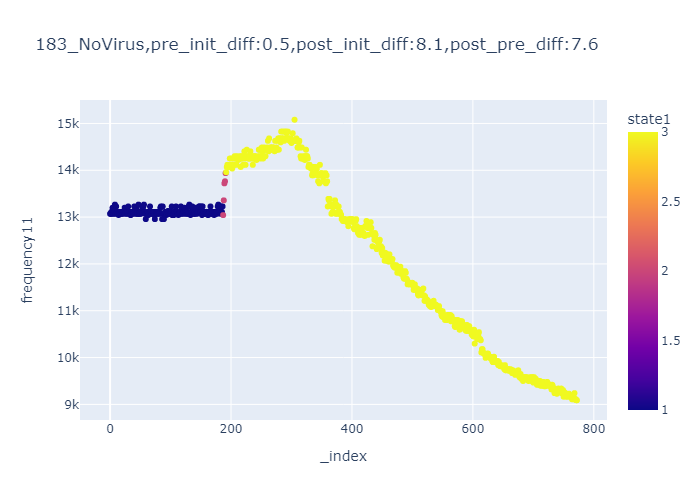 183_NoVirus,pre_init_diff:0.5,post_init_diff:8.1,post_pre_diff:7.6
state1
3
2.5
2
1.5
1
frequency11
15k
14k
13k
12k
11k
10k
9k
0
200
400
600
800
_index